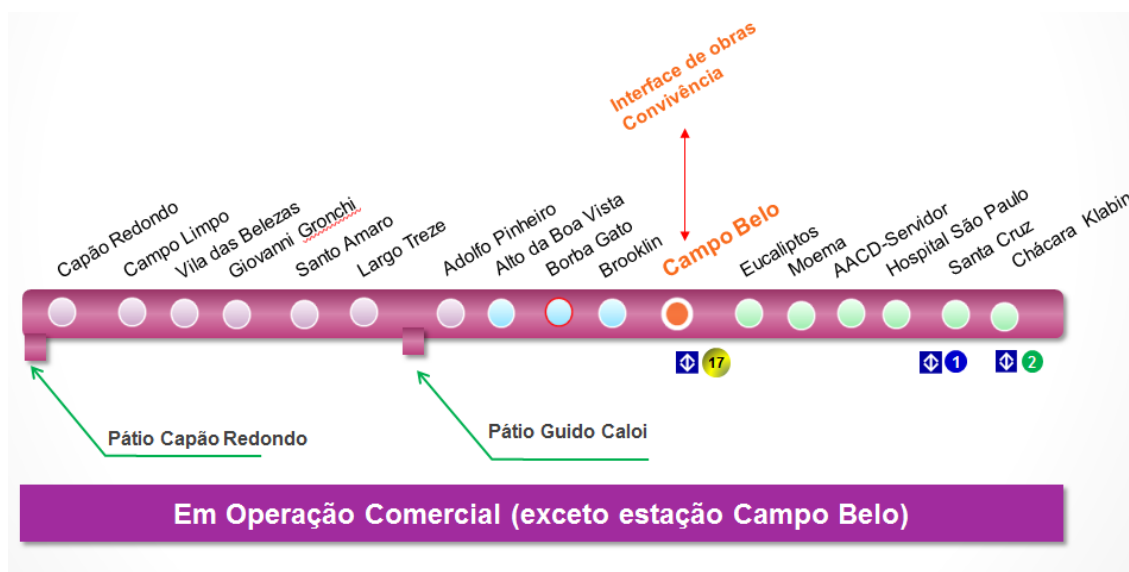 Interface de obras
Convivência
Capão Redondo
Campo Limpo
Vila das Belezas
Giovanni Gronchi
Santo Amaro
Largo Treze
Adolfo Pinheiro
Alto da Boa Vista
Borba Gato
Brooklin
Campo Belo
Eucaliptos
Moema
AACD-Servidor
Hospital São Paulo
Santa Cruz
Chácara Klabin
17
1
2
Pátio Capão Redondo
Pátio Guido Caloi
Em Operação Comercial (exceto estação Campo Belo)